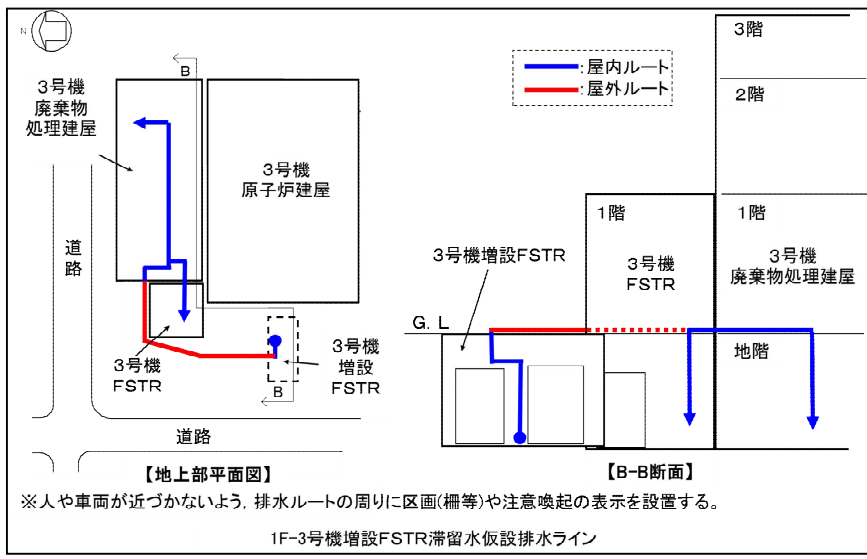 N
B
3号機
廃棄物
処理建屋
3号機
原子炉建屋
道路
3号機
FSTR
3号機
増設
FSTR
B
道路
【地上部平面図】
:屋内ルート
:屋外ルート
3階
2階
1階
3号機
FSTR
1階
3号機
廃棄物処理建屋
3号機増設FSTR
G. L
地階
【B-B断面】
※人や車両が近づかないよう，排水ルートの周りに区画(柵等)や注意喚起の表示を設置する。
1F-3号機増設FSTR滞留水仮設排水ライン